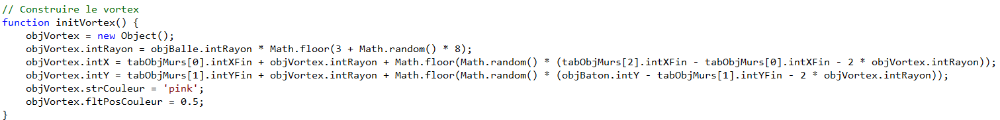 // Construire le vortex
function initVortex() {
    objVortex = new Object();
    objVortex.intRayon = objBalle.intRayon * Math.floor(3 + Math.random() * 8);
    objVortex.intX = tabObjMurs[0].intXFin + objVortex.intRayon + Math.floor(Math.random() * (tabObjMurs[2].intXFin - tabObjMurs[0].intXFin - 2 * objVortex.intRayon));
    objVortex.intY = tabObjMurs[1].intYFin + objVortex.intRayon + Math.floor(Math.random() * (objBaton.intY - tabObjMurs[1].intYFin - 2 * objVortex.intRayon));
    objVortex.strCouleur = 'pink';
    objVortex.fltPosCouleur = 0.5;
}